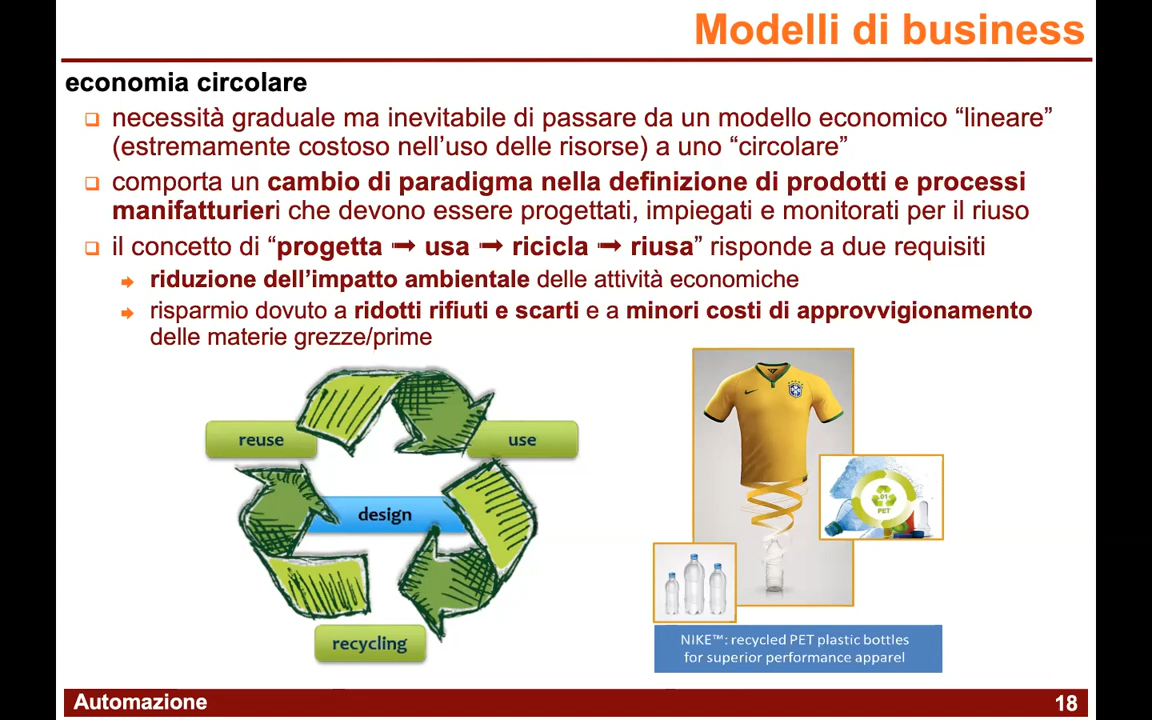 Modelli di business
economia circolare
necessità graduale ma inevitabile di passare da un modello economico “lineare”
(estremamente costoso nell’uso delle risorse) a uno “circolare”
comporta un cambio di paradigma nella definizione di prodotti e processi
manifatturieri che devono essere progettati, impiegati e monitorati per il riuso
il concetto di “progetta ➞ usa ➞ ricicla ➞ riusa” risponde a due requisiti
riduzione dell’impatto ambientale delle attività economiche
risparmio dovuto a ridotti rifiuti e scarti e a minori costi di approvvigionamento
delle materie grezze/prime
reuse
use
design
recycling
01
PET
NIKE™: recycled PET plastic bottles
for superior performance apparel
Automazione
18